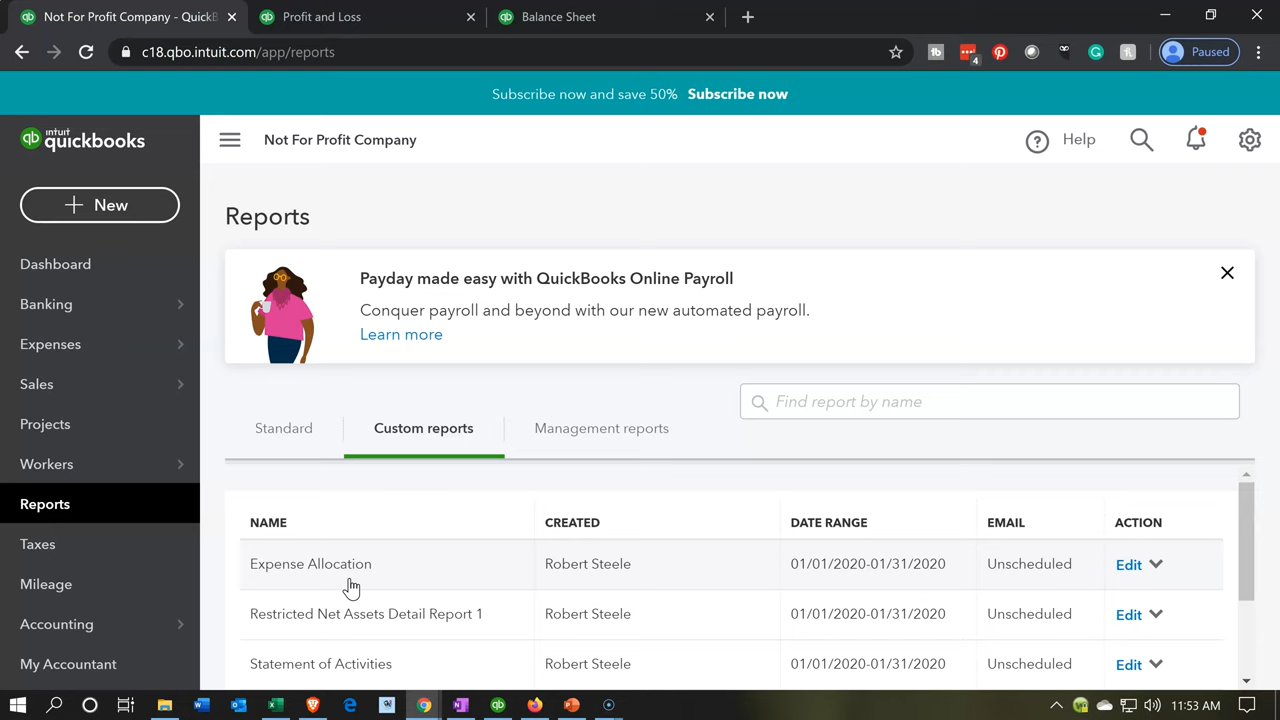 Not For Profit Company - QuickB
Profit and Loss
Balance Sheet
c18.qbo.intuit.com/app/reports
4
Paused
Subscribe now and save 50% Subscribe now
intuit
quickbooks
Not For Profit Company
Help
New
Reports
Payday made easy with QuickBooks Online Payroll
Conquer payroll and beyond with our new automated payroll.
Learn more
Dashboard
Banking
Expenses
Sales
Projects
Workers
Reports
Taxes
Mileage
Accounting
My Accountant
Find report by name
Standard
Custom reports
Management reports
NAME CREATED DATE RANGE EMAIL ACTION
Expense Allocation Robert Steele 01/01/2020-01/31/2020 Unscheduled Edit
Restricted Net Assets Detail Report 1 Robert Steele 01/01/2020-01/31/2020 Unscheduled Edit
Statement of Activities Robert Steele 01/01/2020-01/31/2020 Unscheduled Edit
11:53 AM